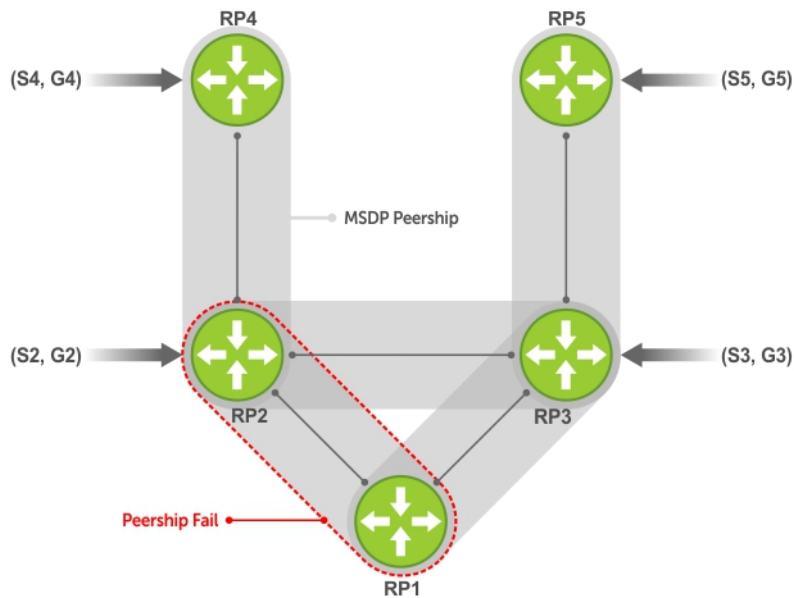 RP4
RP5
(S4, G4)
(S5, G5)
MSDP Peership
(S2, G2)
(S3, G3)
RP2
RP3
Peership Fail
RP1